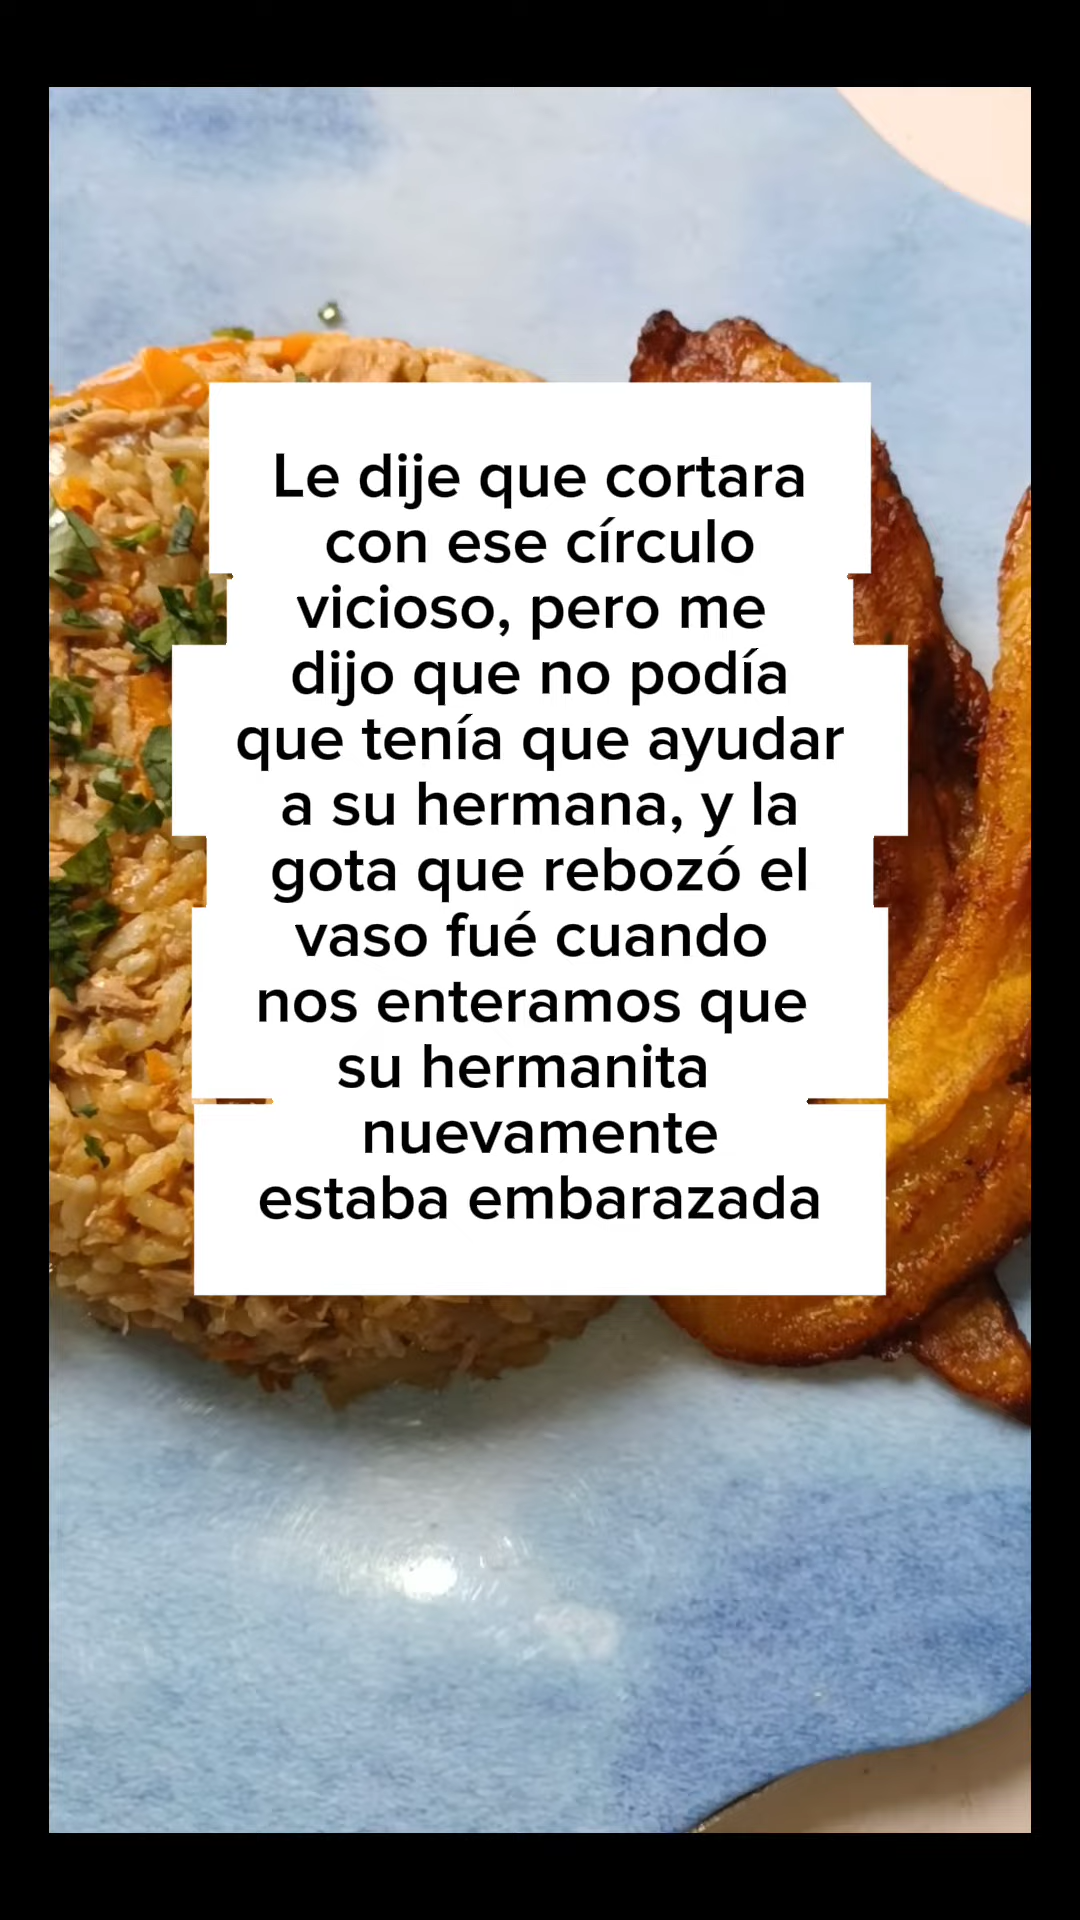 Le dije que cortara
con ese círculo
vicioso, pero me
dijo que no podía
que tenía que ayudar
a su hermana, y la
gota que rebozó el
vaso fué cuando
nos enteramos que
su hermanita
nuevamente
estaba embarazada